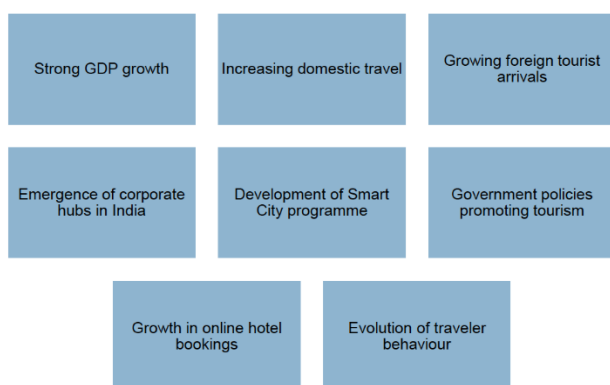 Strong GDP growth
Increasing domestic travel
Growing foreign tourist
arrivals
Emergence of corporate
hubs in India
Development of Smart
City programme
Government policies
promoting tourism
Growth in online hotel
bookings
Evolution of traveler
behaviour